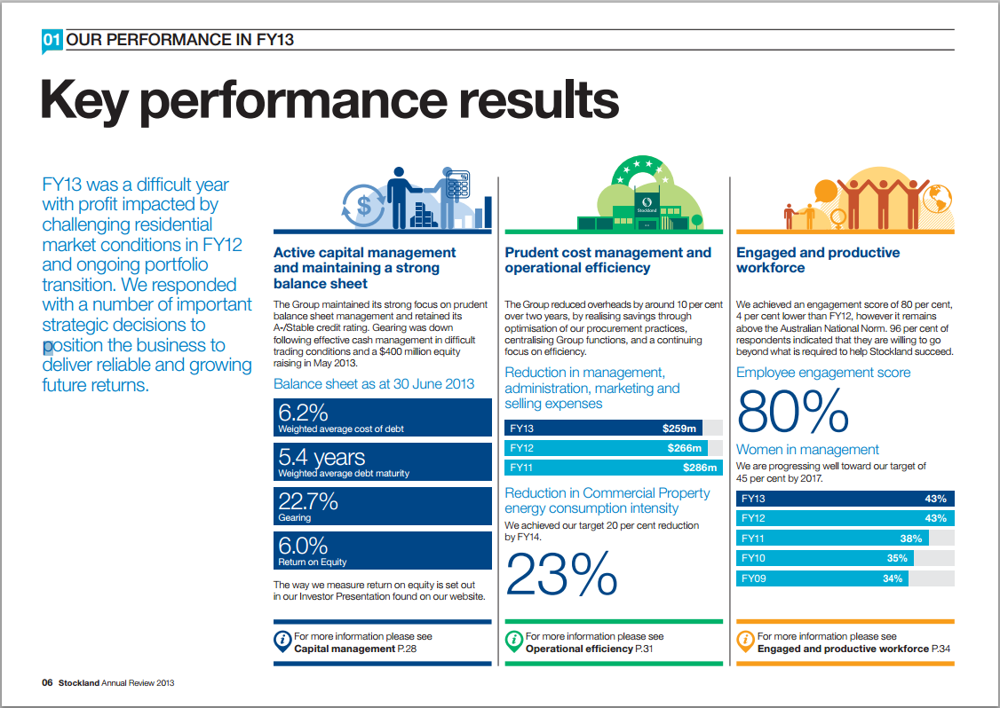 01 OUR PERFORMANCE IN FY13
Key performance results
FY13 was a difficult year
with profit impacted by
challenging residential
market conditions in FY12
and ongoing portfolio
transition. We responded
with a number of important
strategic decisions to
position the business to
deliver reliable and growing
future returns.
$
%
Active capital management
and maintaining a strong
balance sheet
The Group maintained its strong focus on prudent
balance sheet management and retained its
A-/Stable credit rating. Gearing was down
following effective cash management in difficult
trading conditions and a $400 million equity
raising in May 2013.
Balance sheet as at 30 June 2013
6.2%
Weighted average cost of debt
5.4 years
Weighted average debt maturity
22.7%
Gearing
6.0%
Return on Equity
The way we measure return on equity is set out
in our Investor Presentation found on our website.
i For more information please see
Capital management P.28
Stockland
Prudent cost management and
operational efficiency
The Group reduced overheads by around 10 per cent
over two years, by realising savings through
optimisation of our procurement practices,
centralising Group functions, and a continuing
focus on efficiency.
Reduction in management,
administration, marketing and
selling expenses
FY13 $259m
FY12 $266m
FY11 $286m
Reduction in Commercial Property
energy consumption intensity
We achieved our target 20 per cent reduction
by FY14.
23%
i For more information please see
Operational efficiency P.31
Engaged and productive
workforce
We achieved an engagement score of 80 per cent,
4 per cent lower than FY12, however it remains
above the Australian National Norm. 96 per cent of
respondents indicated that they are willing to go
beyond what is required to help Stockland succeed.
Employee engagement score
80%
Women in management
We are progressing well toward our target of
45 per cent by 2017.
FY13 43%
FY12 43%
FY11 38%
FY10 35%
FY09 34%
i For more information please see
Engaged and productive workforce P.34
06 Stockland Annual Review 2013